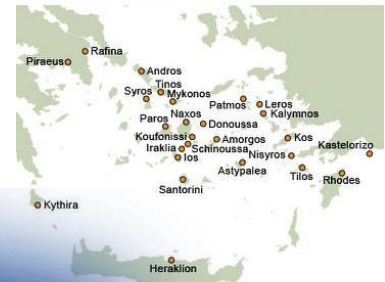 Rafina
Piraeus
Andros
Tinos
Syros
Mykonos
Patmos
Leros
Naxos
Kalymnos
Paros
Donoussa
Koufonissi
Amorgos
Kos
Iraklia
Schinoussa
Nisyros
Kastelorizo
Ios
Astypalea
Tilos
Rhodes
Santorini
Kythira
Heraklion